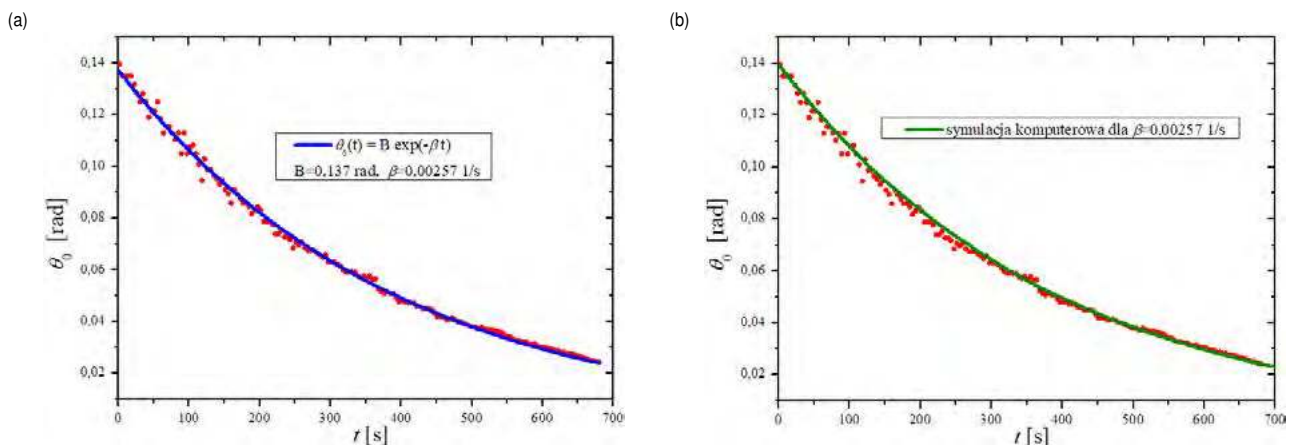 (a)
θ₀ [rad]
0,14
0,12
0,10
0,08
0,06
0,04
0,02
θ₀(t) = B exp(-β t)
B=0.137 rad, β=0.00257 1/s
0 100 200 300 400 500 600 700
t [s]
(b)
θ₀ [rad]
0,14
0,12
0,10
0,08
0,06
0,04
0,02
symulacja komputerowa dla β=0.00257 1/s
0 100 200 300 400 500 600 700
t [s]